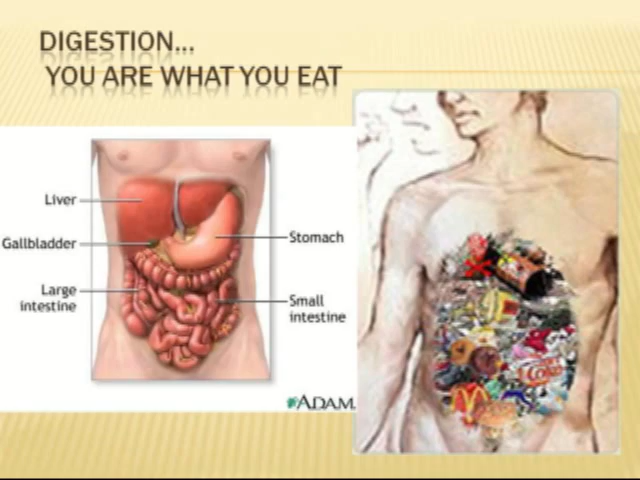 DIGESTION...
YOU ARE WHAT YOU EAT
Liver
Gallbladder
Large
intestine
Stomach
Small
intestine
ADAM.
Coke